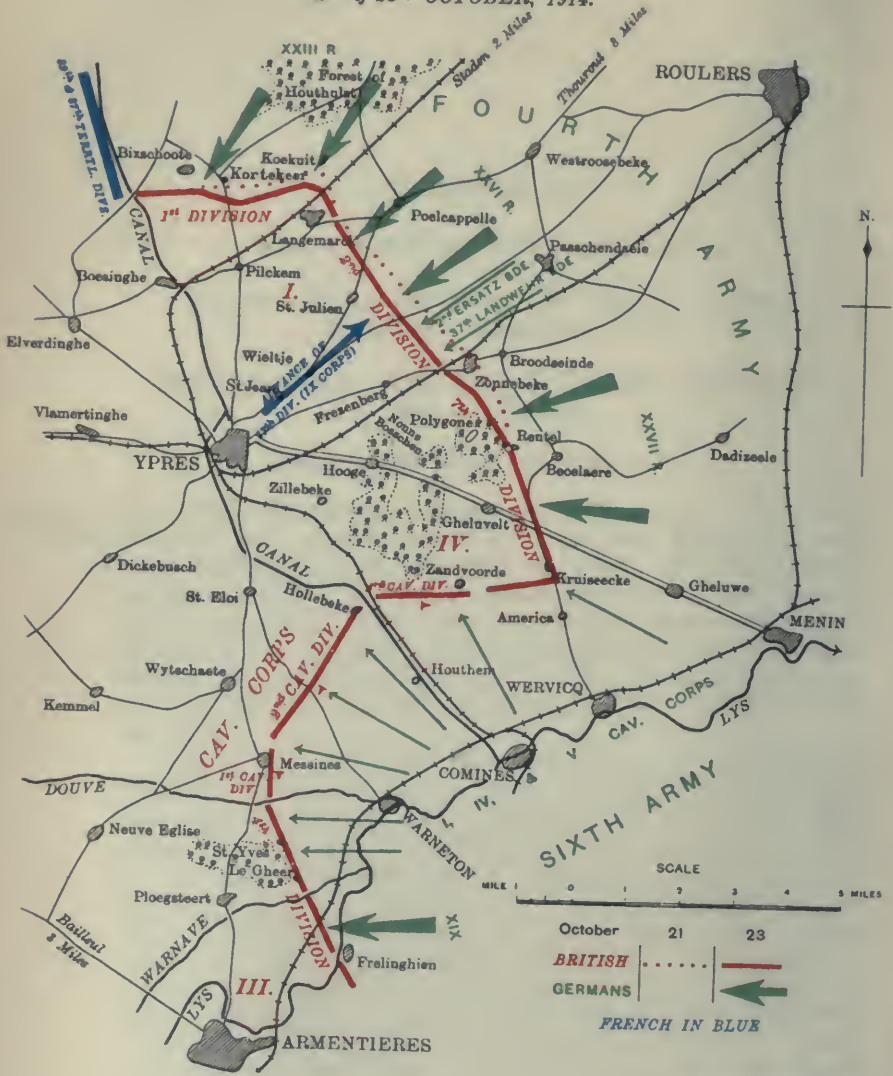 OCTOBER, 1914.
XXIII R
Forest of
Houthulst
Staden 2 Miles
Thourout 8 Miles
ROULERS
FOURTH ARMY
TERRTL. DIVS.
Bixschoote
Koekuit
Kortekeer
Westroosebeke
XXVI R.
1st DIVISION
Poelcappelle
N.
CANAL
Langemarck
2nd DIVISION
Passchendaele
Boesinghe
Pilckem
I.
St. Julien
2nd ERSATZ BDE
37th LANDWEHR BDE
Elverdinghe
Wieltje
Broodseinde
St Jean
ADVANCE OF
DIV. (IX CORPS)
Zonnebeke
Frezenberg
Vlamertinghe
7th DIVISION
Polygone
Nonne
Bosschen
Reutel
XXVII R.
Dadizeele
YPRES
Hooge
Becelaere
Zillebeke
Gheluvelt
IV.
Dickebusch
CANAL
Zandvoorde
Kruiseecke
Gheluwe
CAV. DIV.
St. Eloi
Hollebeke
America
MENIN
CAV. CORPS
2nd CAV. DIV.
Wytschaete
Houthem
WERVICQ
Kemmel
LYS
I, IV, & V CAV. CORPS
Messines
1st CAV.
DIV.
COMINES
DOUVE
SIXTH ARMY
WARNETON
Neuve Eglise
4th DIVISION
St Yves
Le Gheer
SCALE
MILE 1 0 1 2 3 4 5 MILES
Ploegsteert
October 21 23
Bailleul
3 Miles
WARNAVE
XIX
BRITISH
Frelinghien
GERMANS
III.
LYS
FRENCH IN BLUE
ARMENTIERES